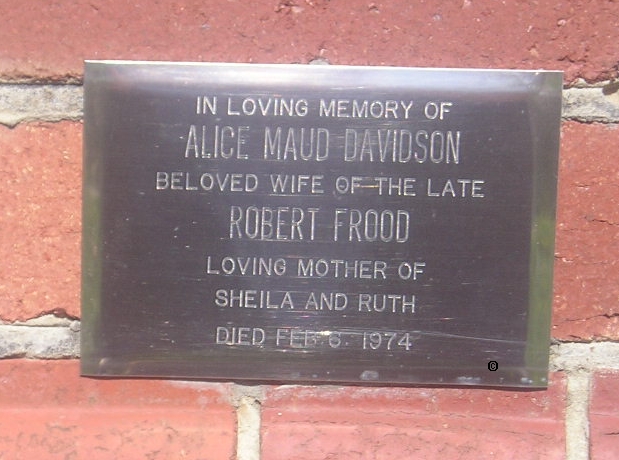 IN LOVING MEMORY OF
ALICE MAUD DAVIDSON
BELOVED WIFE OF THE LATE
ROBERT FROOD
LOVING MOTHER OF
SHEILA AND RUTH
DIED FEB 6 1974
©